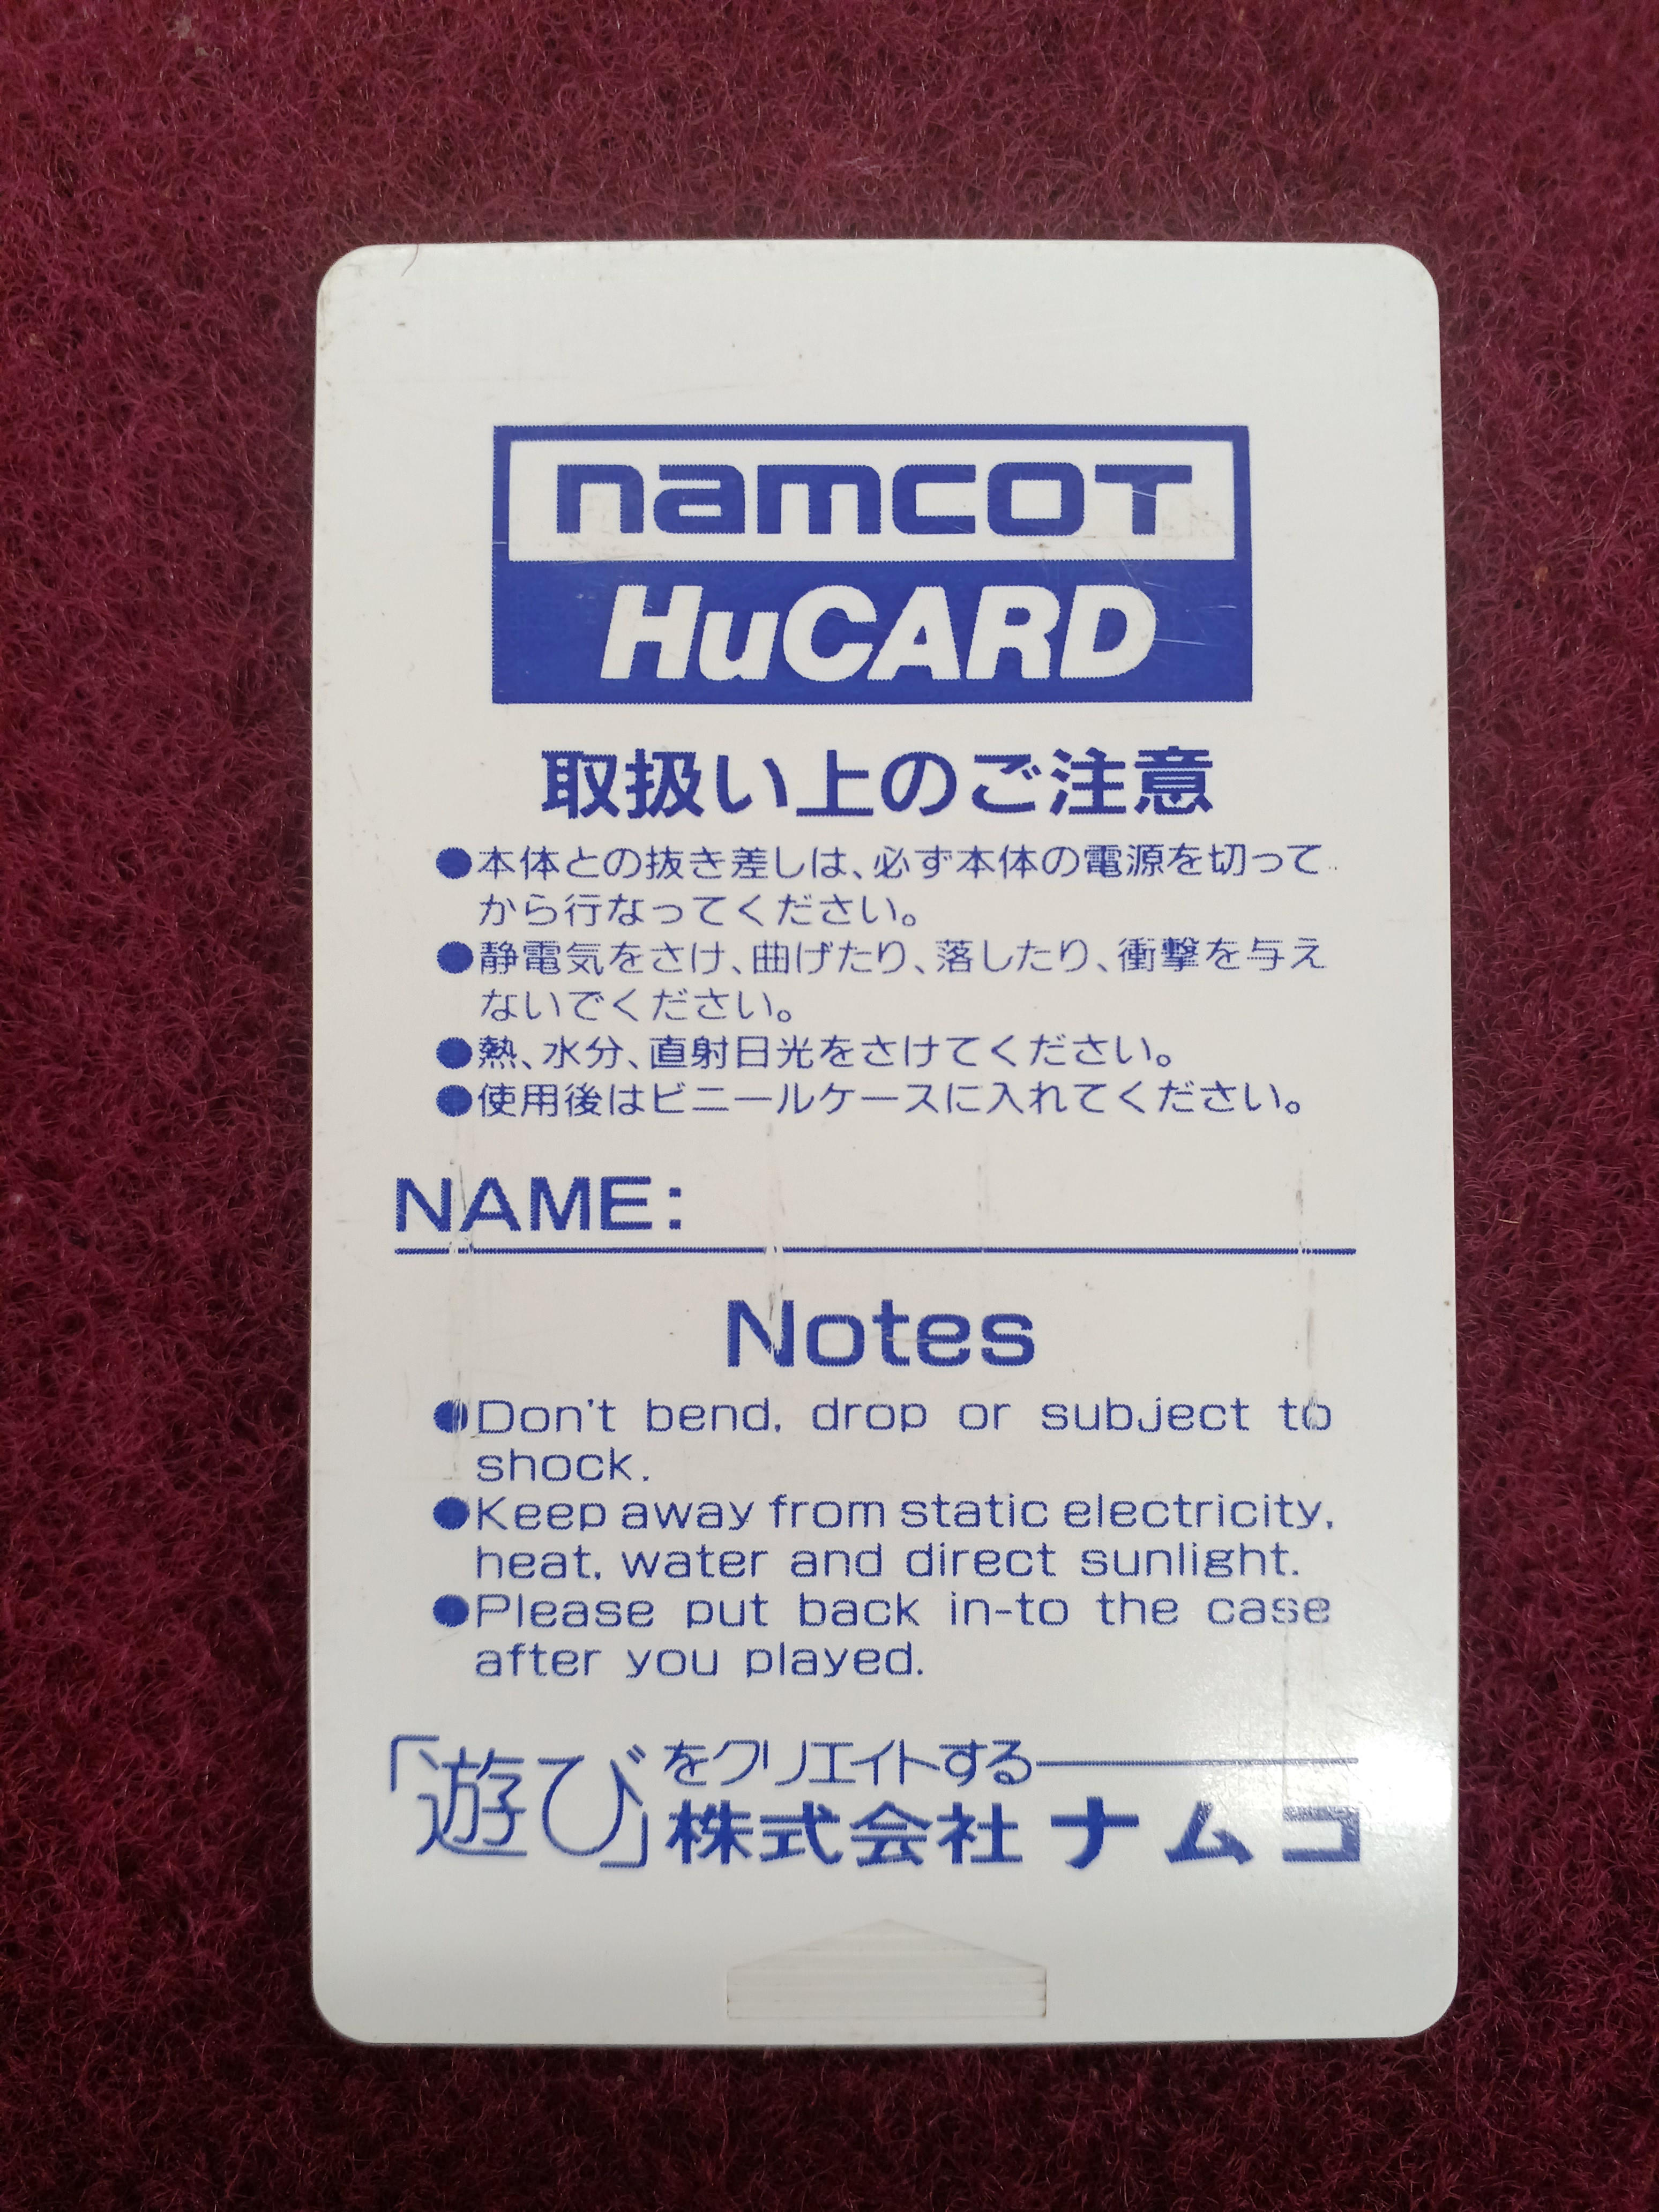 namcoT
HuCARD
取扱い上のご注意
●本体との抜き差しは、必ず本体の電源を切って
から行なってください。
●静電気をさけ、曲げたり、落したり、衝撃を与え
ないでください。
●熱、水分、直射日光をさけてください。
●使用後はビニールケースに入れてください。
NAME:
Notes
●Don't bend, drop or subject to
shock.
●Keep away from static electricity,
heat, water and direct sunlight.
●Please put back in-to the case
after you played.
「遊び」をクリエイトする
株式会社ナムコ